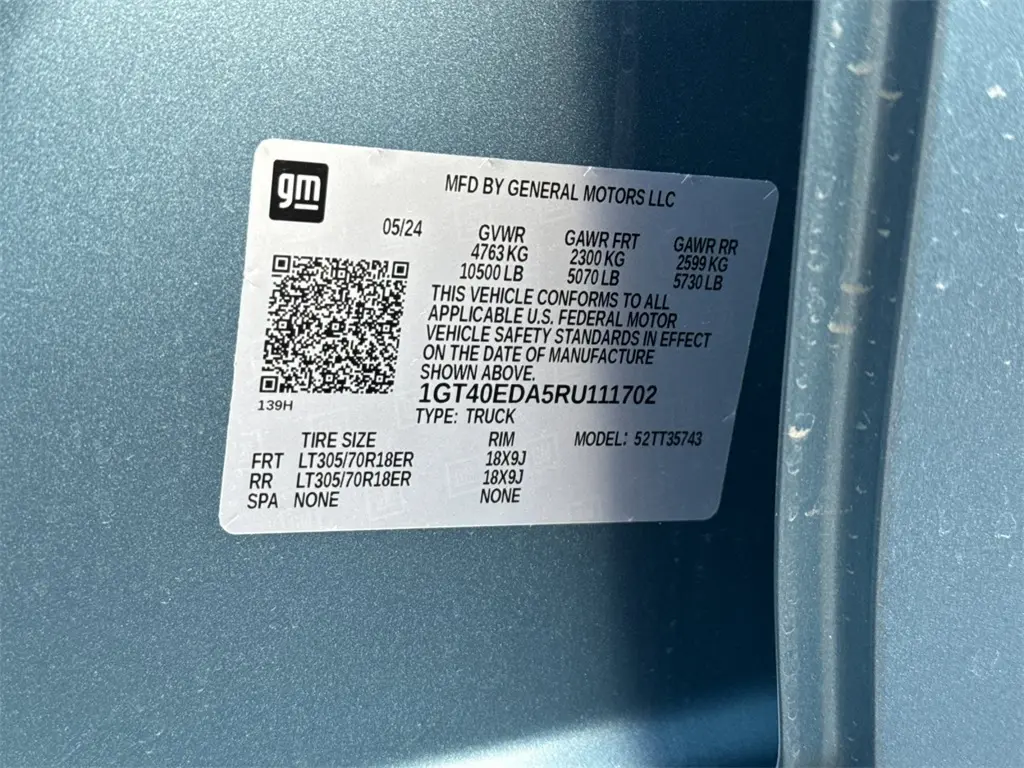 gm
MFD BY GENERAL MOTORS LLC
05/24
GVWR GAWR FRT GAWR RR
4763 KG 2300 KG 2599 KG
10500 LB 5070 LB 5730 LB
THIS VEHICLE CONFORMS TO ALL
APPLICABLE U.S. FEDERAL MOTOR
VEHICLE SAFETY STANDARDS IN EFFECT
ON THE DATE OF MANUFACTURE
SHOWN ABOVE.
1GT40EDA5RU111702
139H
TYPE: TRUCK
TIRE SIZE RIM MODEL: 52TT35743
FRT LT305/70R18ER 18X9J
RR LT305/70R18ER 18X9J
SPA NONE NONE